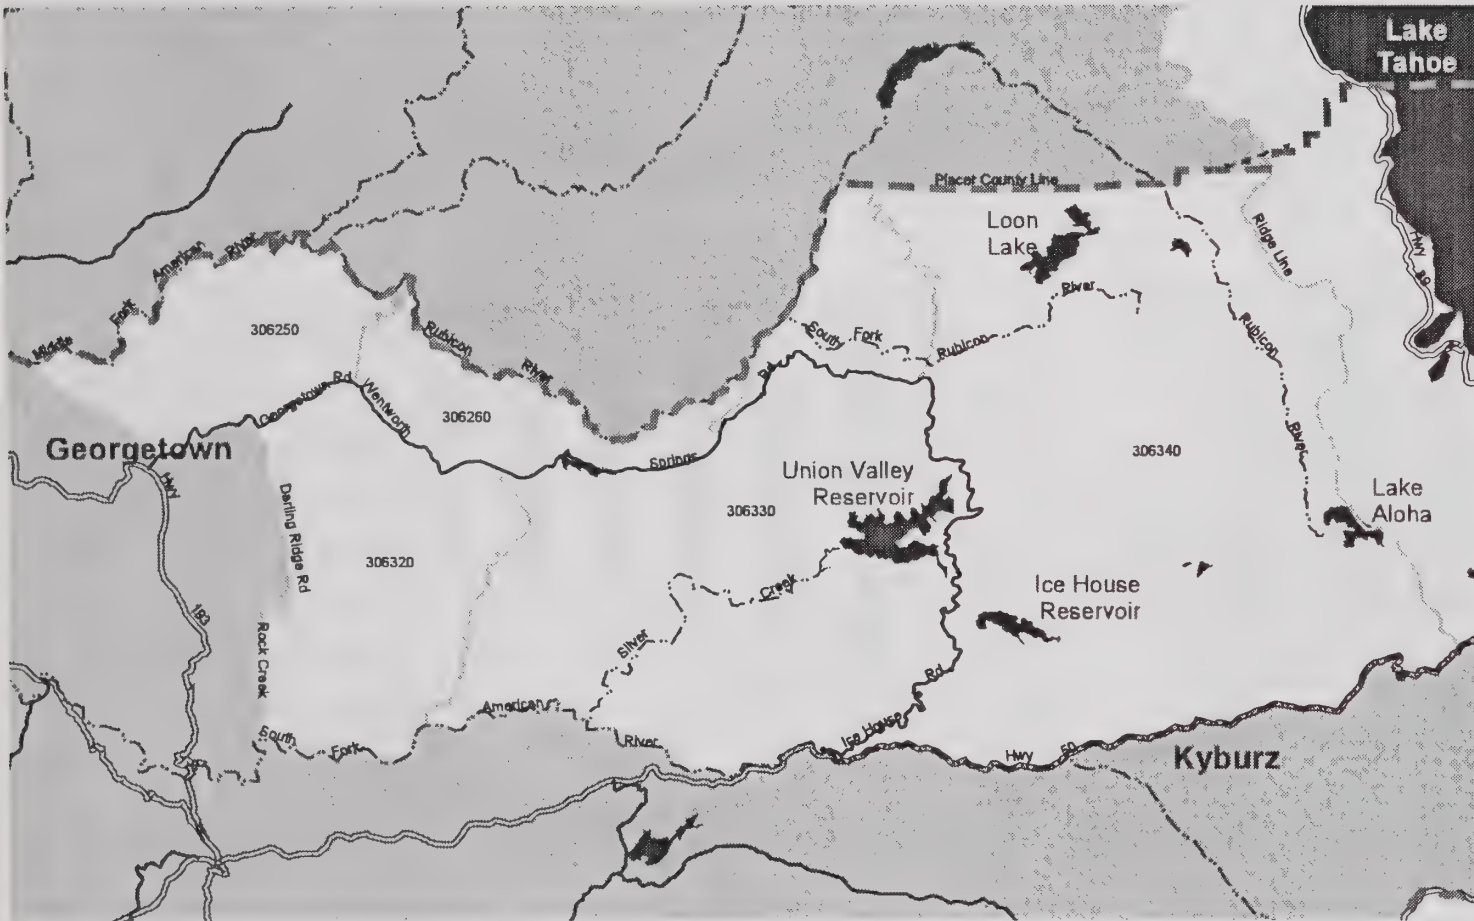 Lake
Tahoe
Placer County Line
Loon
Lake
Ridge Line
Hwy
89
American
River
Fork
Middle
306250
Rubicon
River
South
Fork
Rubicon
River
Rubicon
River
Georgetown Rd
Wentworth
Springs
Rd
306260
Georgetown
Hwy
193
Darling Ridge Rd
Rock Creek
306320
306330
Union Valley
Reservoir
306340
Lake
Aloha
Ice House
Reservoir
Silver
Creek
South
Fork
American
River
Ice House
Rd
Hwy
50
Kyburz